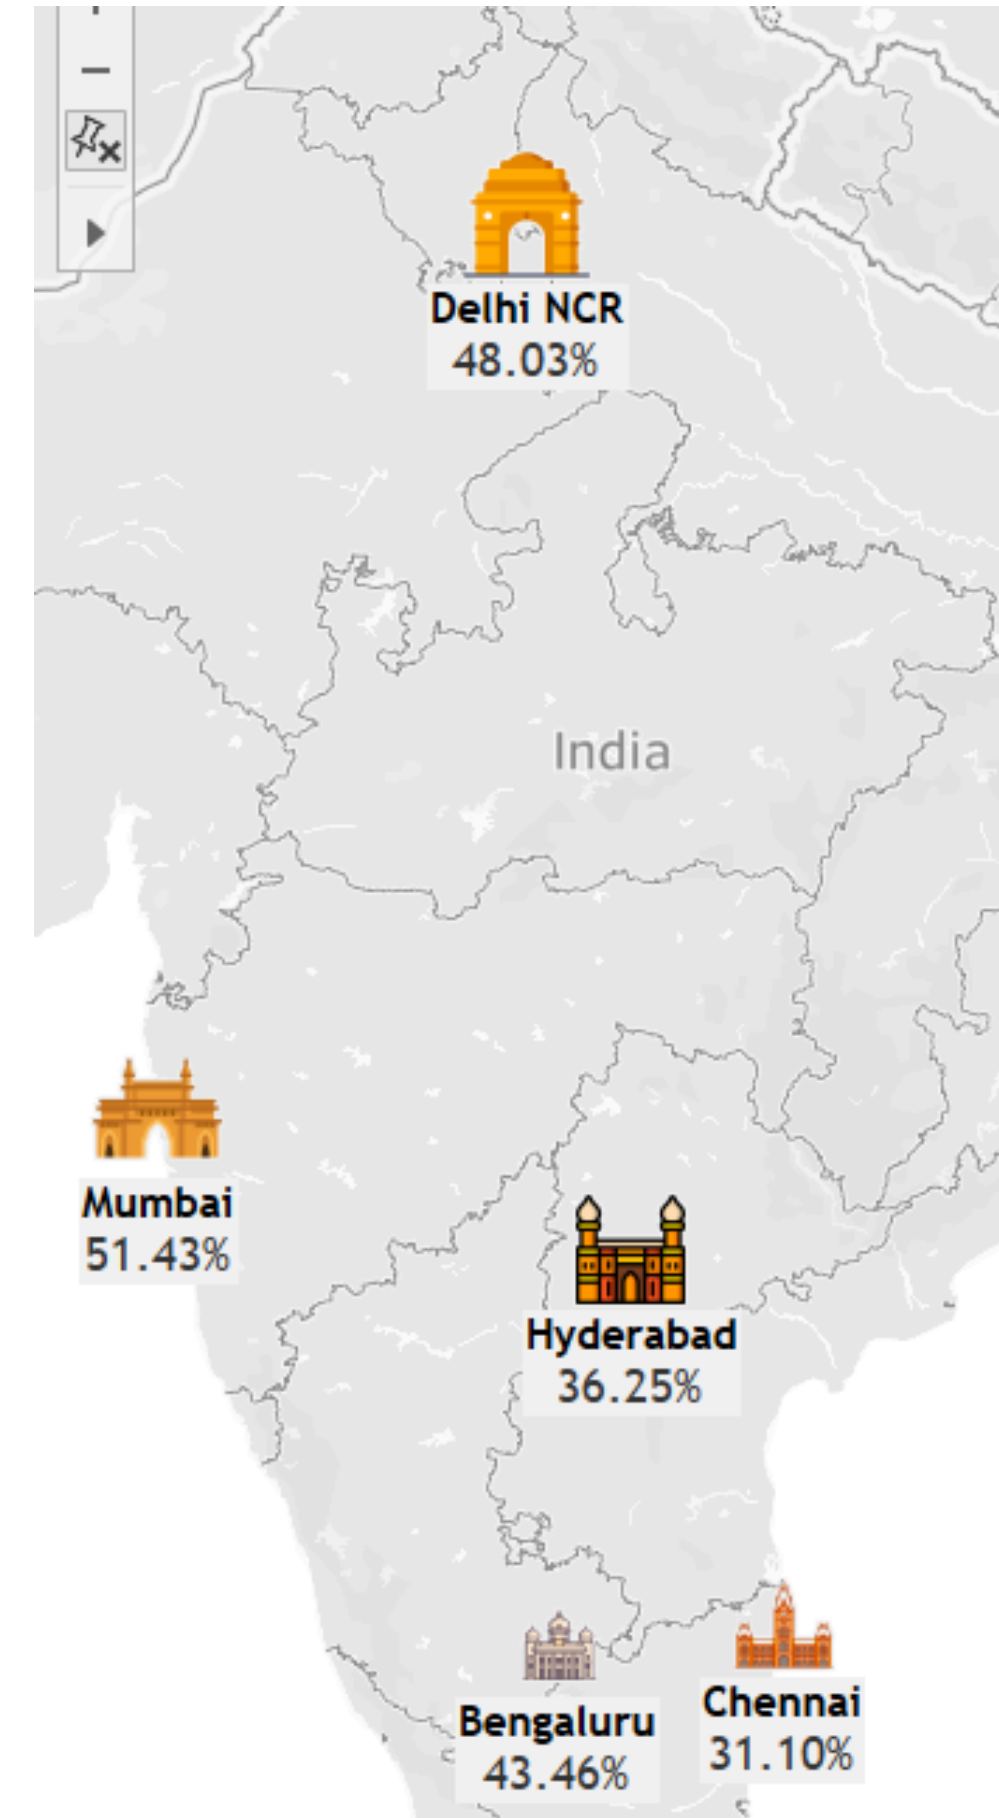 Delhi NCR
48.03%
India
Mumbai
51.43%
Hyderabad
36.25%
Bengaluru
43.46%
Chennai
31.10%